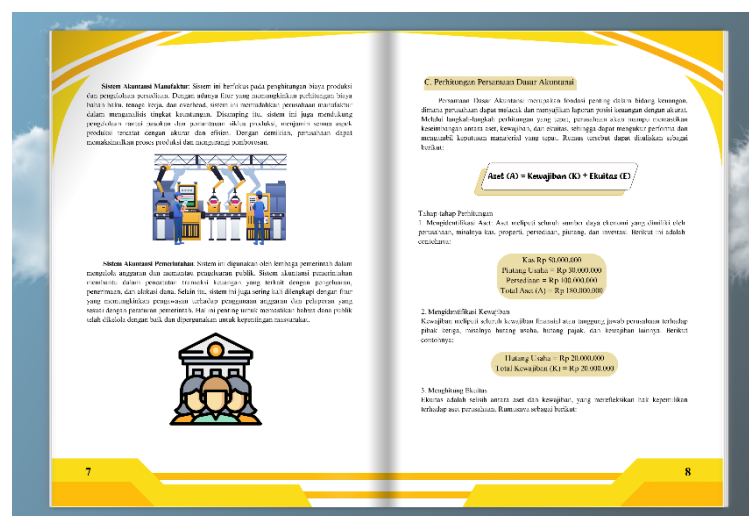 Sistem Akuntansi Manufaktur: Sistem ini berfokus pada penghitungan biaya produksi
dan pengelolaan persediaan. Dengan adanya fitur yang memungkinkan perhitungan biaya
bahan baku, tenaga kerja, dan overhead, sistem ini memudahkan perusahaan manufaktur
dalam menganalisis tingkat keuntungan. Disamping itu, sistem ini juga mendukung
pengelolaan rantai pasokan dan pemantauan siklus produksi, menjamin semua aspek
produksi tercatat dengan akurat dan efisien. Dengan demikian, perusahaan dapat
memaksimalkan proses produksi dan mengurangi pemborosan.
Sistem Akuntansi Pemerintahan: Sistem ini digunakan oleh lembaga pemerintah dalam
mengelola anggaran dan memantau pengeluaran publik. Sistem akuntansi pemerintahan
membantu dalam pencatatan transaksi keuangan yang terkait dengan pengeluaran,
penerimaan, dan alokasi dana. Selain itu, sistem ini juga sering kali dilengkapi dengan fitur
yang memungkinkan pengawasan terhadap penggunaan anggaran dan pelaporan yang
sesuai dengan peraturan pemerintah. Hal ini penting untuk memastikan bahwa dana publik
telah dikelola dengan baik dan dipergunakan untuk kepentingan masyarakat.
7
C. Perhitungan Persamaan Dasar Akuntansi
Persamaan Dasar Akuntansi merupakan fondasi penting dalam bidang keuangan,
dimana perusahaan dapat melacak dan menyajikan laporan posisi keuangan dengan akurat.
Melalui langkah-langkah perhitungan yang tepat, perusahaan akan mampu memastikan
keseimbangan antara aset, kewajiban, dan ekuitas, sehingga dapat mengukur performa dan
mengambil keputusan manajerial yang tepat. Rumus tersebut dapat dituliskan sebagai
berikut:
Aset (A) = Kewajiban (K) + Ekuitas (E)
Tahap-tahap Perhitungan
1. Mengidentifikasi Aset: Aset meliputi seluruh sumber daya ekonomi yang dimiliki oleh
perusahaan, misalnya kas, properti, persediaan, piutang, dan investasi. Berikut ini adalah
contohnya:
Kas Rp 50.000.000
Piutang Usaha = Rp 30.000.000
Persediaan = Rp 100.000.000
Total Aset (A) = Rp 180.000.000
2. Mengidentifikasi Kewajiban
Kewajiban meliputi seluruh kewajiban finansial atau tanggung jawab perusahaan terhadap
pihak ketiga, misalnya hutang usaha, hutang pajak, dan kewajiban lainnya. Berikut
contohnya:
Hutang Usaha = Rp 20.000.000
Total Kewajiban (K) = Rp 20.000.000
3. Menghitung Ekuitas
Ekuitas adalah selisih antara aset dan kewajiban, yang merefleksikan hak kepemilikan
terhadap aset perusahaan. Rumusnya sebagai berikut:
8